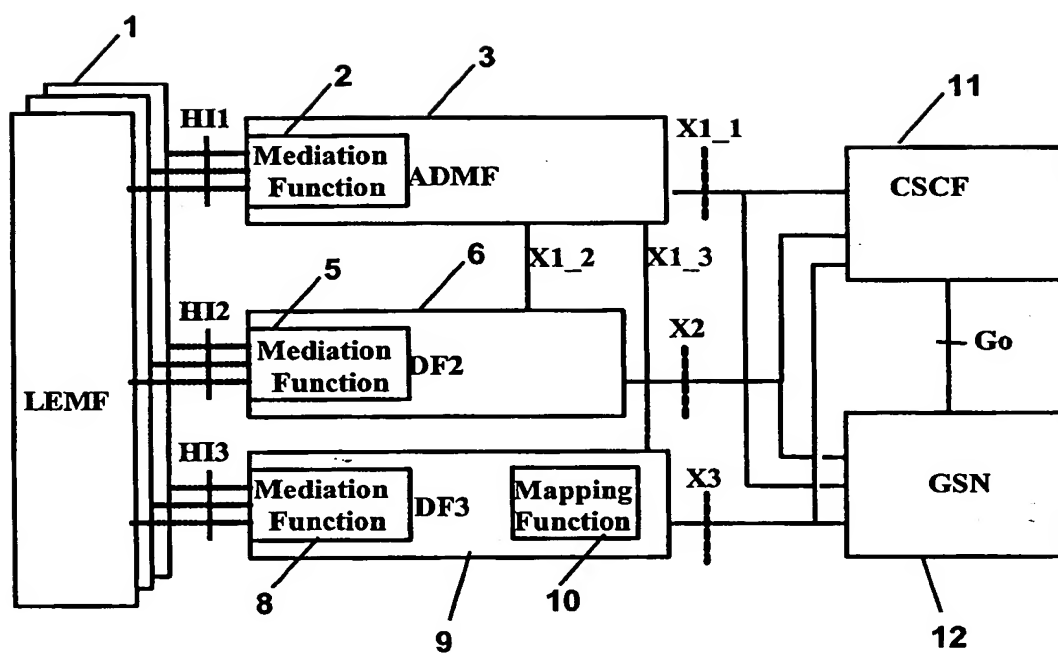 1
2
3
11
HI1
X1_1
Mediation
Function
ADMF
CSCF
5
6
X1_2
X1_3
HI2
X2
Mediation
Function
DF2
Go
LEMF
HI3
X3
Mediation
Function
DF3
Mapping
Function
GSN
8
9
10
12